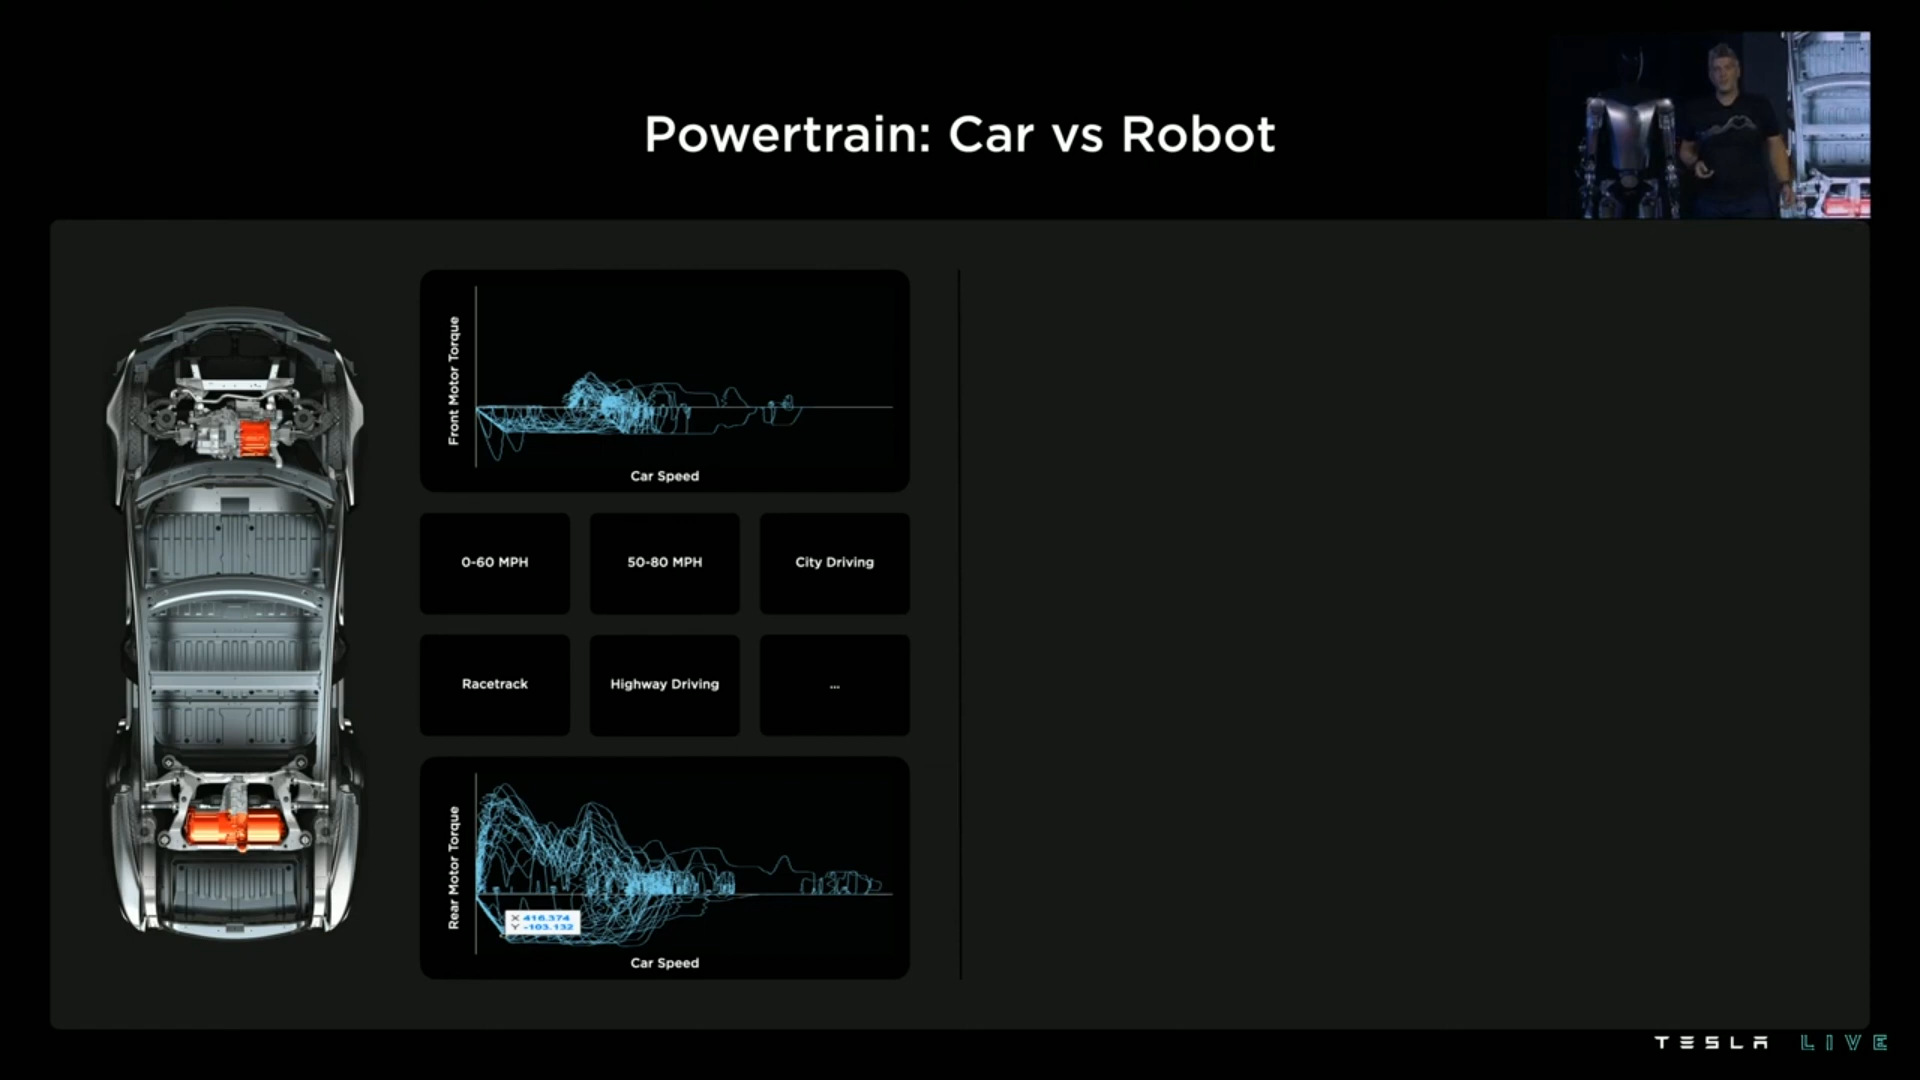 Powertrain: Car vs Robot
Front Motor Torque
Car Speed
0-60 MPH
50-80 MPH
City Driving
Racetrack
Highway Driving
...
Rear Motor Torque
X 416.374
Y -103.132
Car Speed
TESLA LIVE